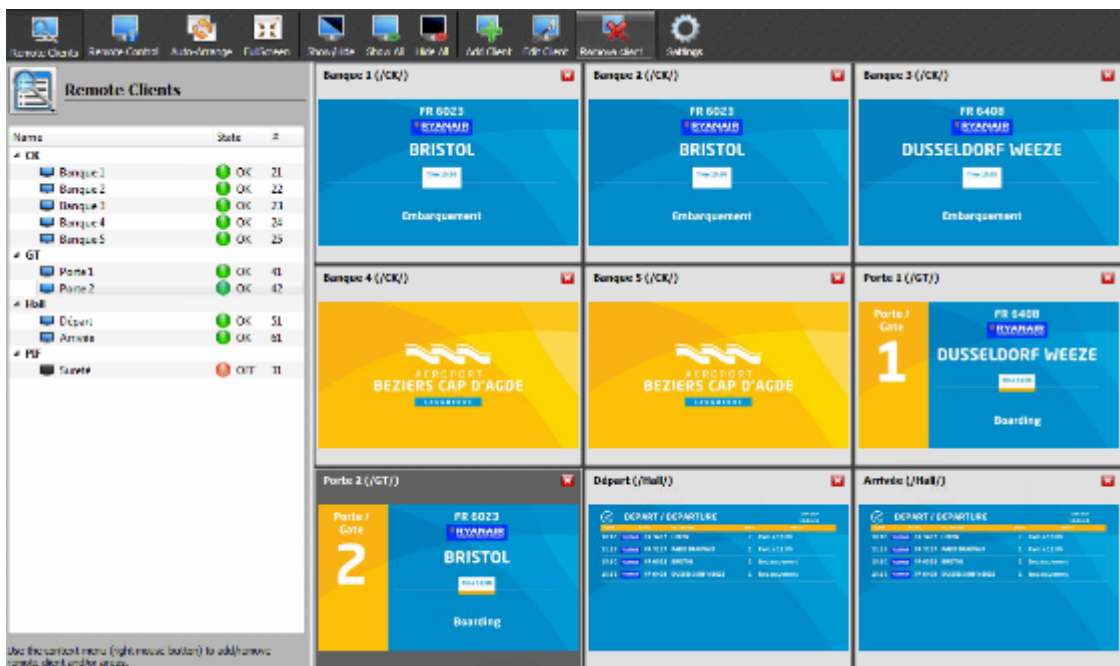 Remote Clients Remote Control Auto-Arrange FullScreen Show/Hide Show All Hide All Add Client Edit Client Remove client Settings
Remote Clients
Name State #
CK
Banque 1 OK 21
Banque 2 OK 22
Banque 3 OK 23
Banque 4 OK 24
Banque 5 OK 25
GT
Porte 1 OK 41
Porte 2 OK 42
Hall
Départ OK 51
Arrivée OK 61
PIF
Sureté OFF 31
Use the context menu (right mouse button) to add/remove
remote client and/or areas.
Banque 1 (/CK/)
FR 6023
RYANAIR
BRISTOL
Embarquement
Banque 2 (/CK/)
FR 6023
RYANAIR
BRISTOL
Embarquement
Banque 3 (/CK/)
FR 6408
RYANAIR
DUSSELDORF WEEZE
Embarquement
Banque 4 (/CK/)
AEROPORT
BEZIERS CAP D'AGDE
LANGUEDOC
Banque 5 (/CK/)
AEROPORT
BEZIERS CAP D'AGDE
LANGUEDOC
Porte 1 (/GT/)
Porte /
Gate
1
FR 6408
RYANAIR
DUSSELDORF WEEZE
Boarding
Porte 2 (/GT/)
Porte /
Gate
2
FR 6023
RYANAIR
BRISTOL
Boarding
Départ (/Hall/)
DEPART / DEPARTURE
Arrivée (/Hall/)
DEPART / DEPARTURE